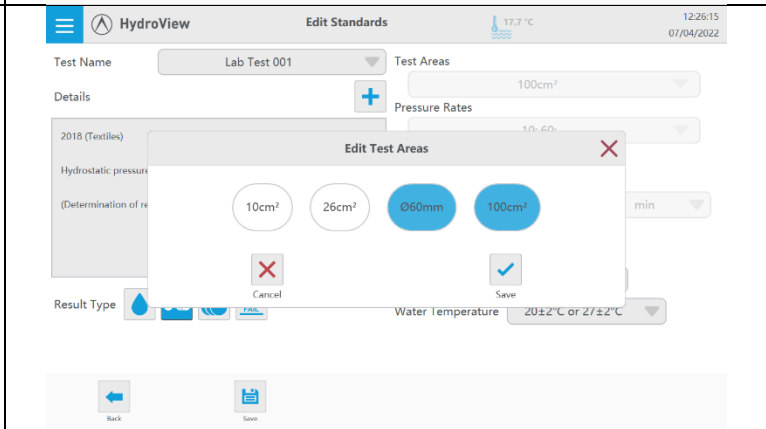 HydroView
Edit Standards
17.7 °C
12:26:15
07/04/2022
Test Name
Lab Test 001
Test Areas
100cm²
Details
Pressure Rates
10; 60;
2018 (Textiles)
Edit Test Areas
Hydrostatic pressure
(Determination of re
10cm²
26cm²
Ø60mm
100cm²
min
Cancel
Save
Result Type
FAIL
Water Temperature
20±2°C or 27±2°C
Back
Save